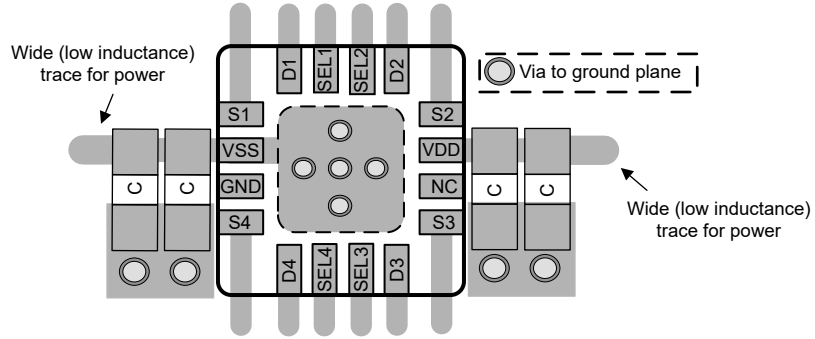 Wide (low inductance)
trace for power
D1
SEL1
SEL2
D2
Via to ground plane
S1
S2
VSS
VDD
C
C
GND
NC
C
C
S4
S3
Wide (low inductance)
trace for power
D4
SEL4
SEL3
D3